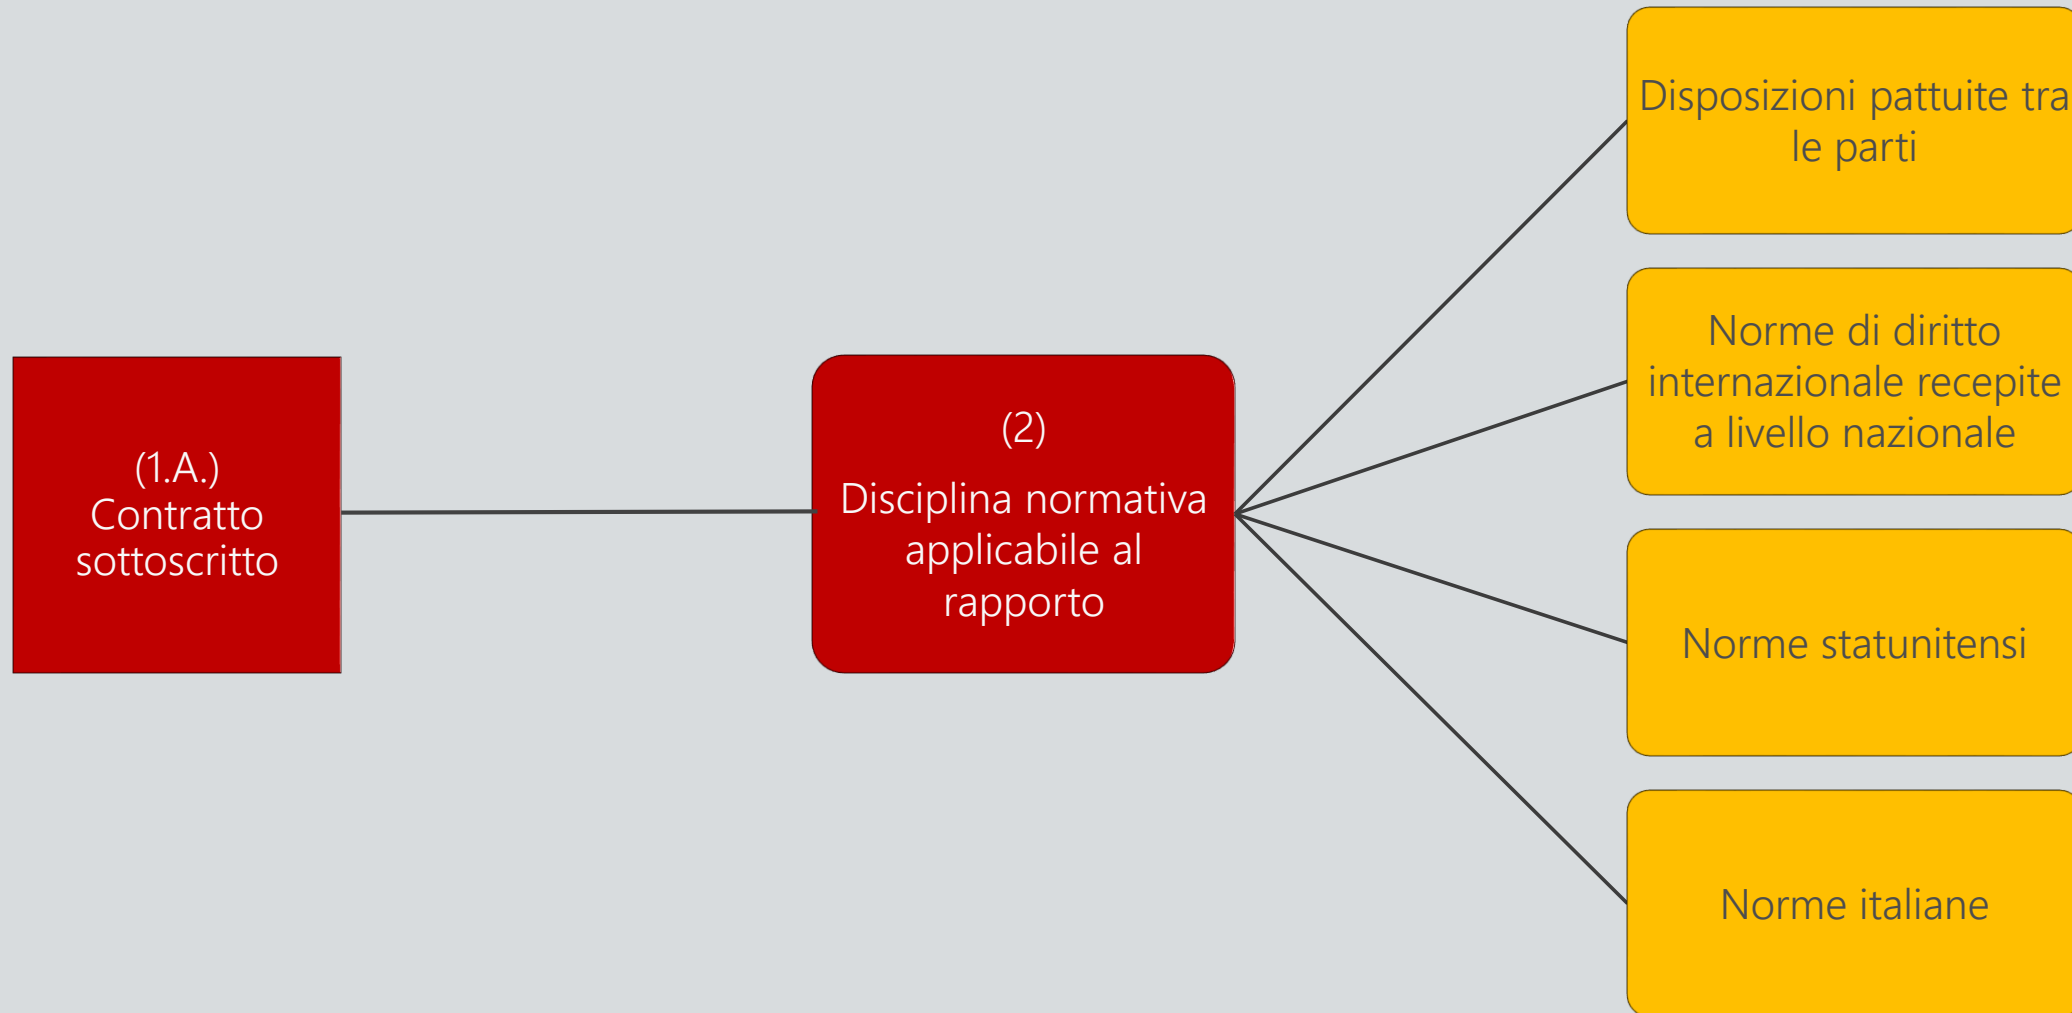 (1.A.)
Contratto
sottoscritto
(2)
Disciplina normativa
applicabile al
rapporto
Disposizioni pattuite tra
le parti
Norme di diritto
internazionale recepite
a livello nazionale
Norme statunitensi
Norme italiane